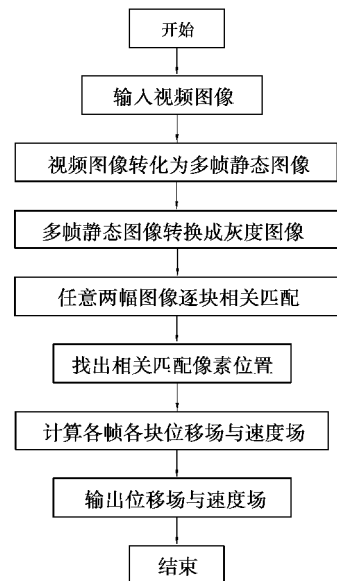 开始
输入视频图像
视频图像转化为多帧静态图像
多帧静态图像转换成灰度图像
任意两幅图像逐块相关匹配
找出相关匹配像素位置
计算各帧各块位移场与速度场
输出位移场与速度场
结束